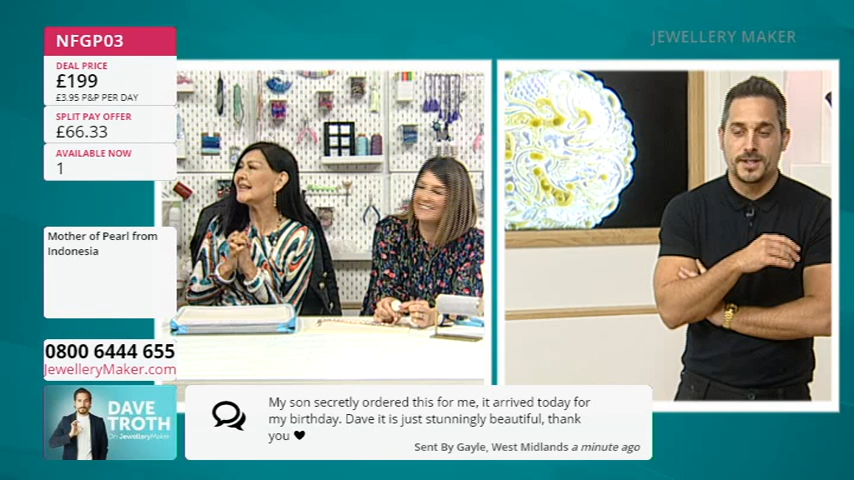 NFGP03
DEAL PRICE
£199
£3.95 P&P PER DAY
SPLIT PAY OFFER
£66.33
AVAILABLE NOW
1
Mother of Pearl from
Indonesia
0800 6444 655
JewelleryMaker.com
DAVE
TROTH
On JewelleryMaker
JEWELLERY MAKER
My son secretly ordered this for me, it arrived today for
my birthday. Dave it is just stunningly beautiful, thank
you ♥
Sent By Gayle, West Midlands a minute ago